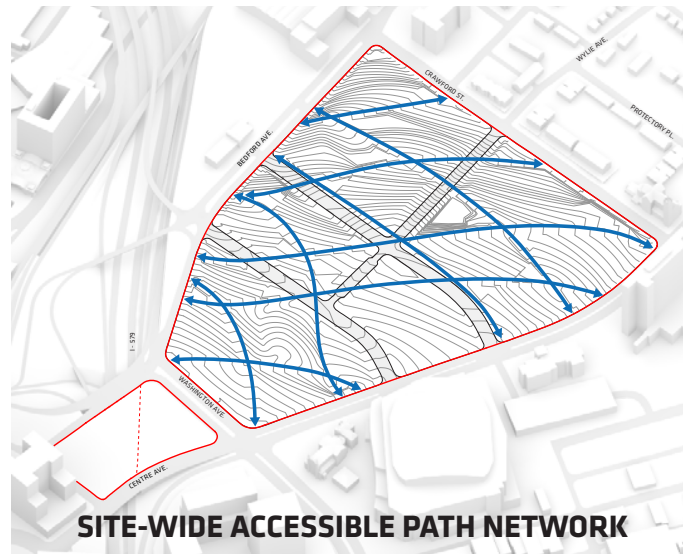 WYLIE AVE.
CRAWFORD ST.
PROTECTORY PL.
BEDFORD AVE.
I - 579
WASHINGTON AVE.
CENTRE AVE.
SITE-WIDE ACCESSIBLE PATH NETWORK